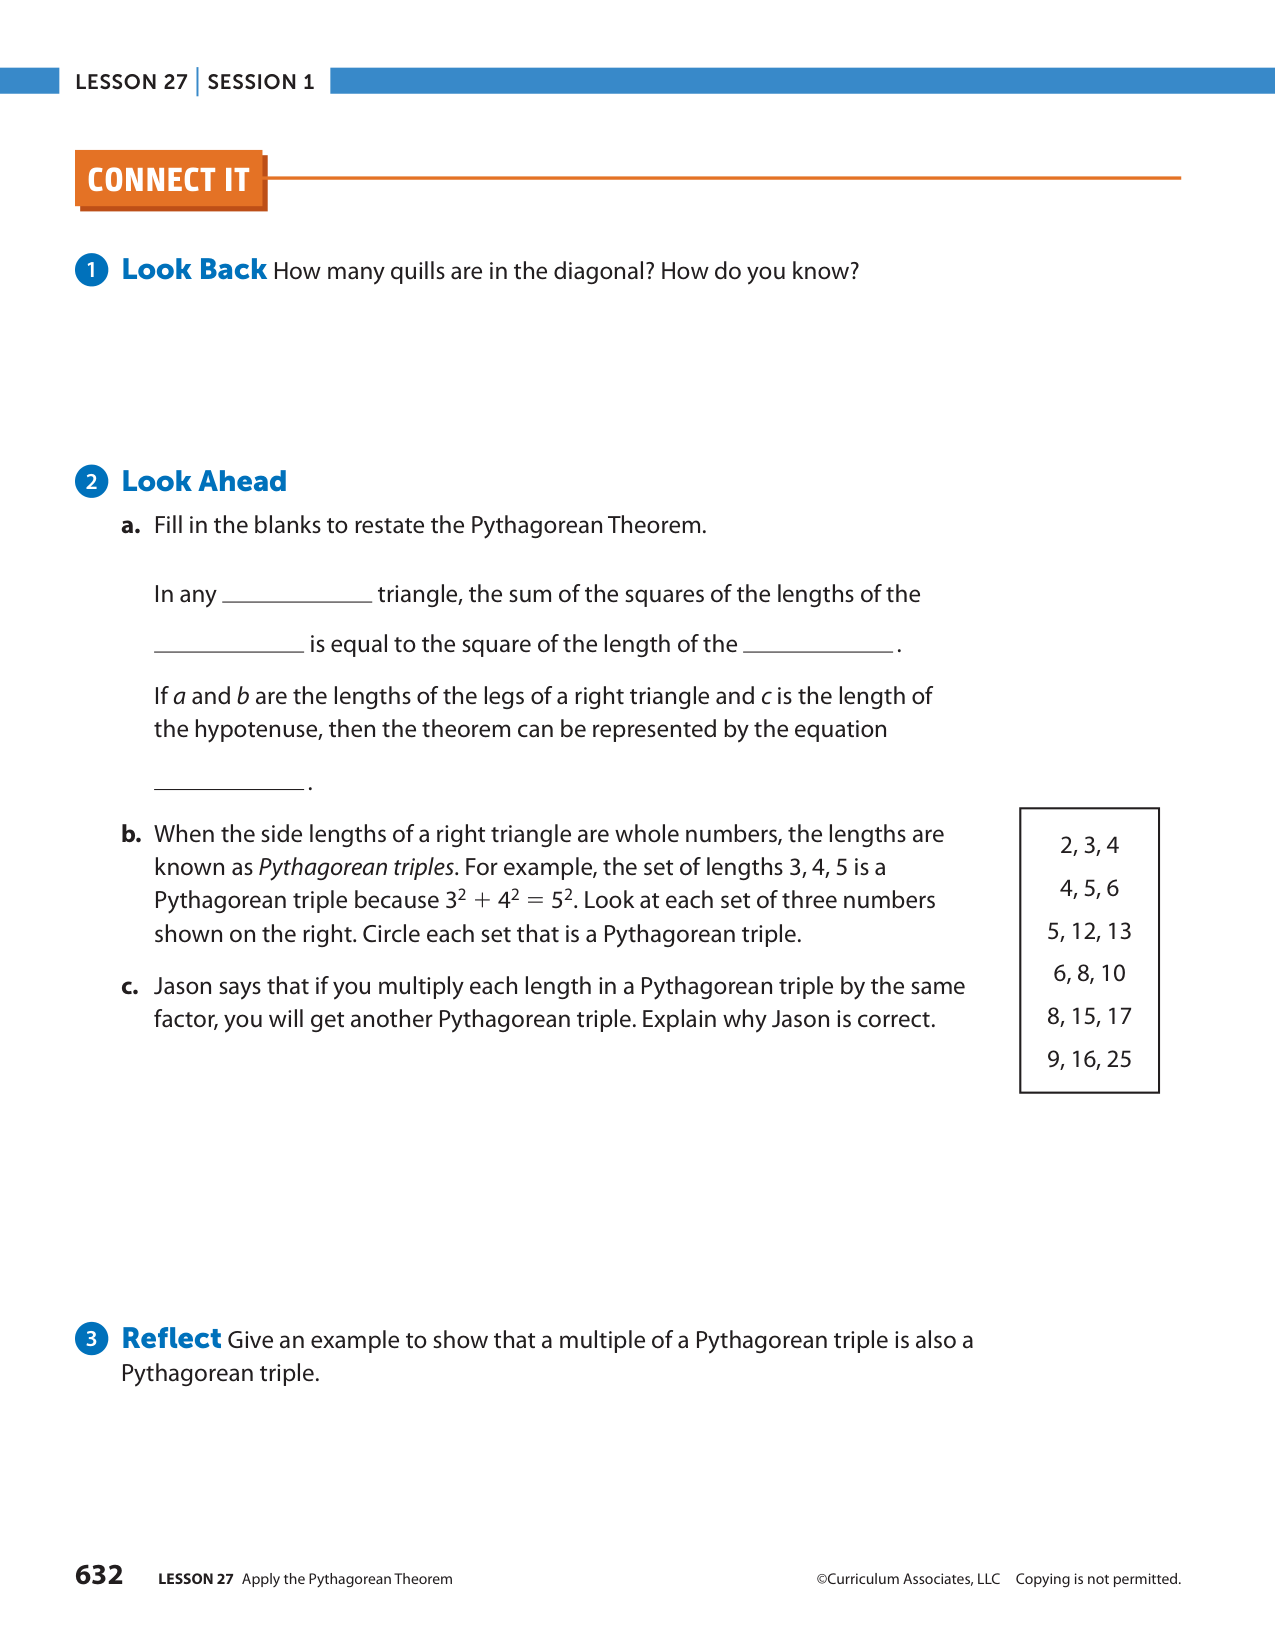 LESSON 27 | SESSION 1
CONNECT IT
1 Look Back How many quills are in the diagonal? How do you know?
2 Look Ahead
a. Fill in the blanks to restate the Pythagorean Theorem.
In any ____________ triangle, the sum of the squares of the lengths of the
____________ is equal to the square of the length of the ____________ .
If a and b are the lengths of the legs of a right triangle and c is the length of
the hypotenuse, then the theorem can be represented by the equation
____________ .
b. When the side lengths of a right triangle are whole numbers, the lengths are
known as Pythagorean triples. For example, the set of lengths 3, 4, 5 is a
Pythagorean triple because 3² + 4² = 5². Look at each set of three numbers
shown on the right. Circle each set that is a Pythagorean triple.
2, 3, 4
4, 5, 6
5, 12, 13
6, 8, 10
8, 15, 17
9, 16, 25
c. Jason says that if you multiply each length in a Pythagorean triple by the same
factor, you will get another Pythagorean triple. Explain why Jason is correct.
3 Reflect Give an example to show that a multiple of a Pythagorean triple is also a
Pythagorean triple.
632 LESSON 27 Apply the Pythagorean Theorem ©Curriculum Associates, LLC Copying is not permitted.